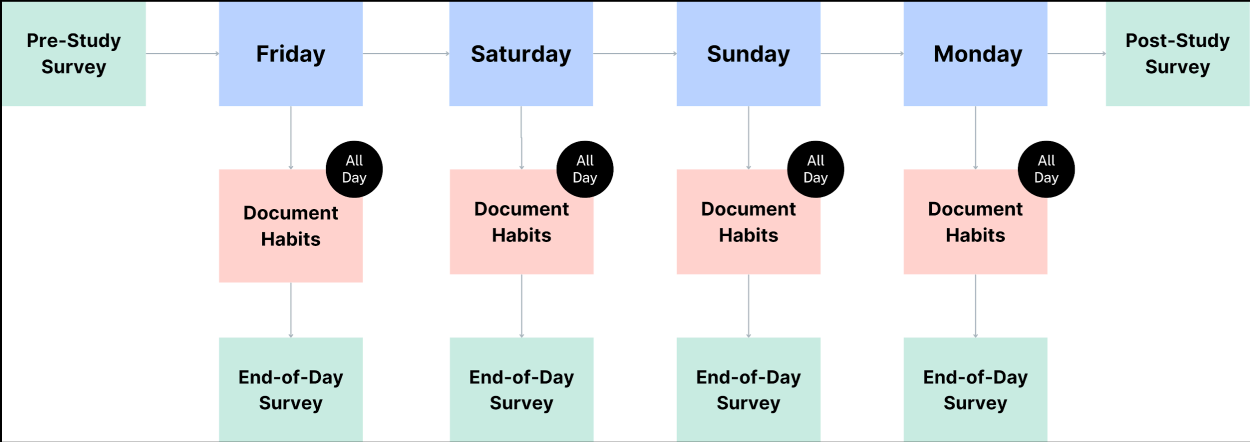 Pre-Study
Survey
Friday
Saturday
Sunday
Monday
Post-Study
Survey
All
Day
Document
Habits
All
Day
Document
Habits
All
Day
Document
Habits
All
Day
Document
Habits
End-of-Day
Survey
End-of-Day
Survey
End-of-Day
Survey
End-of-Day
Survey